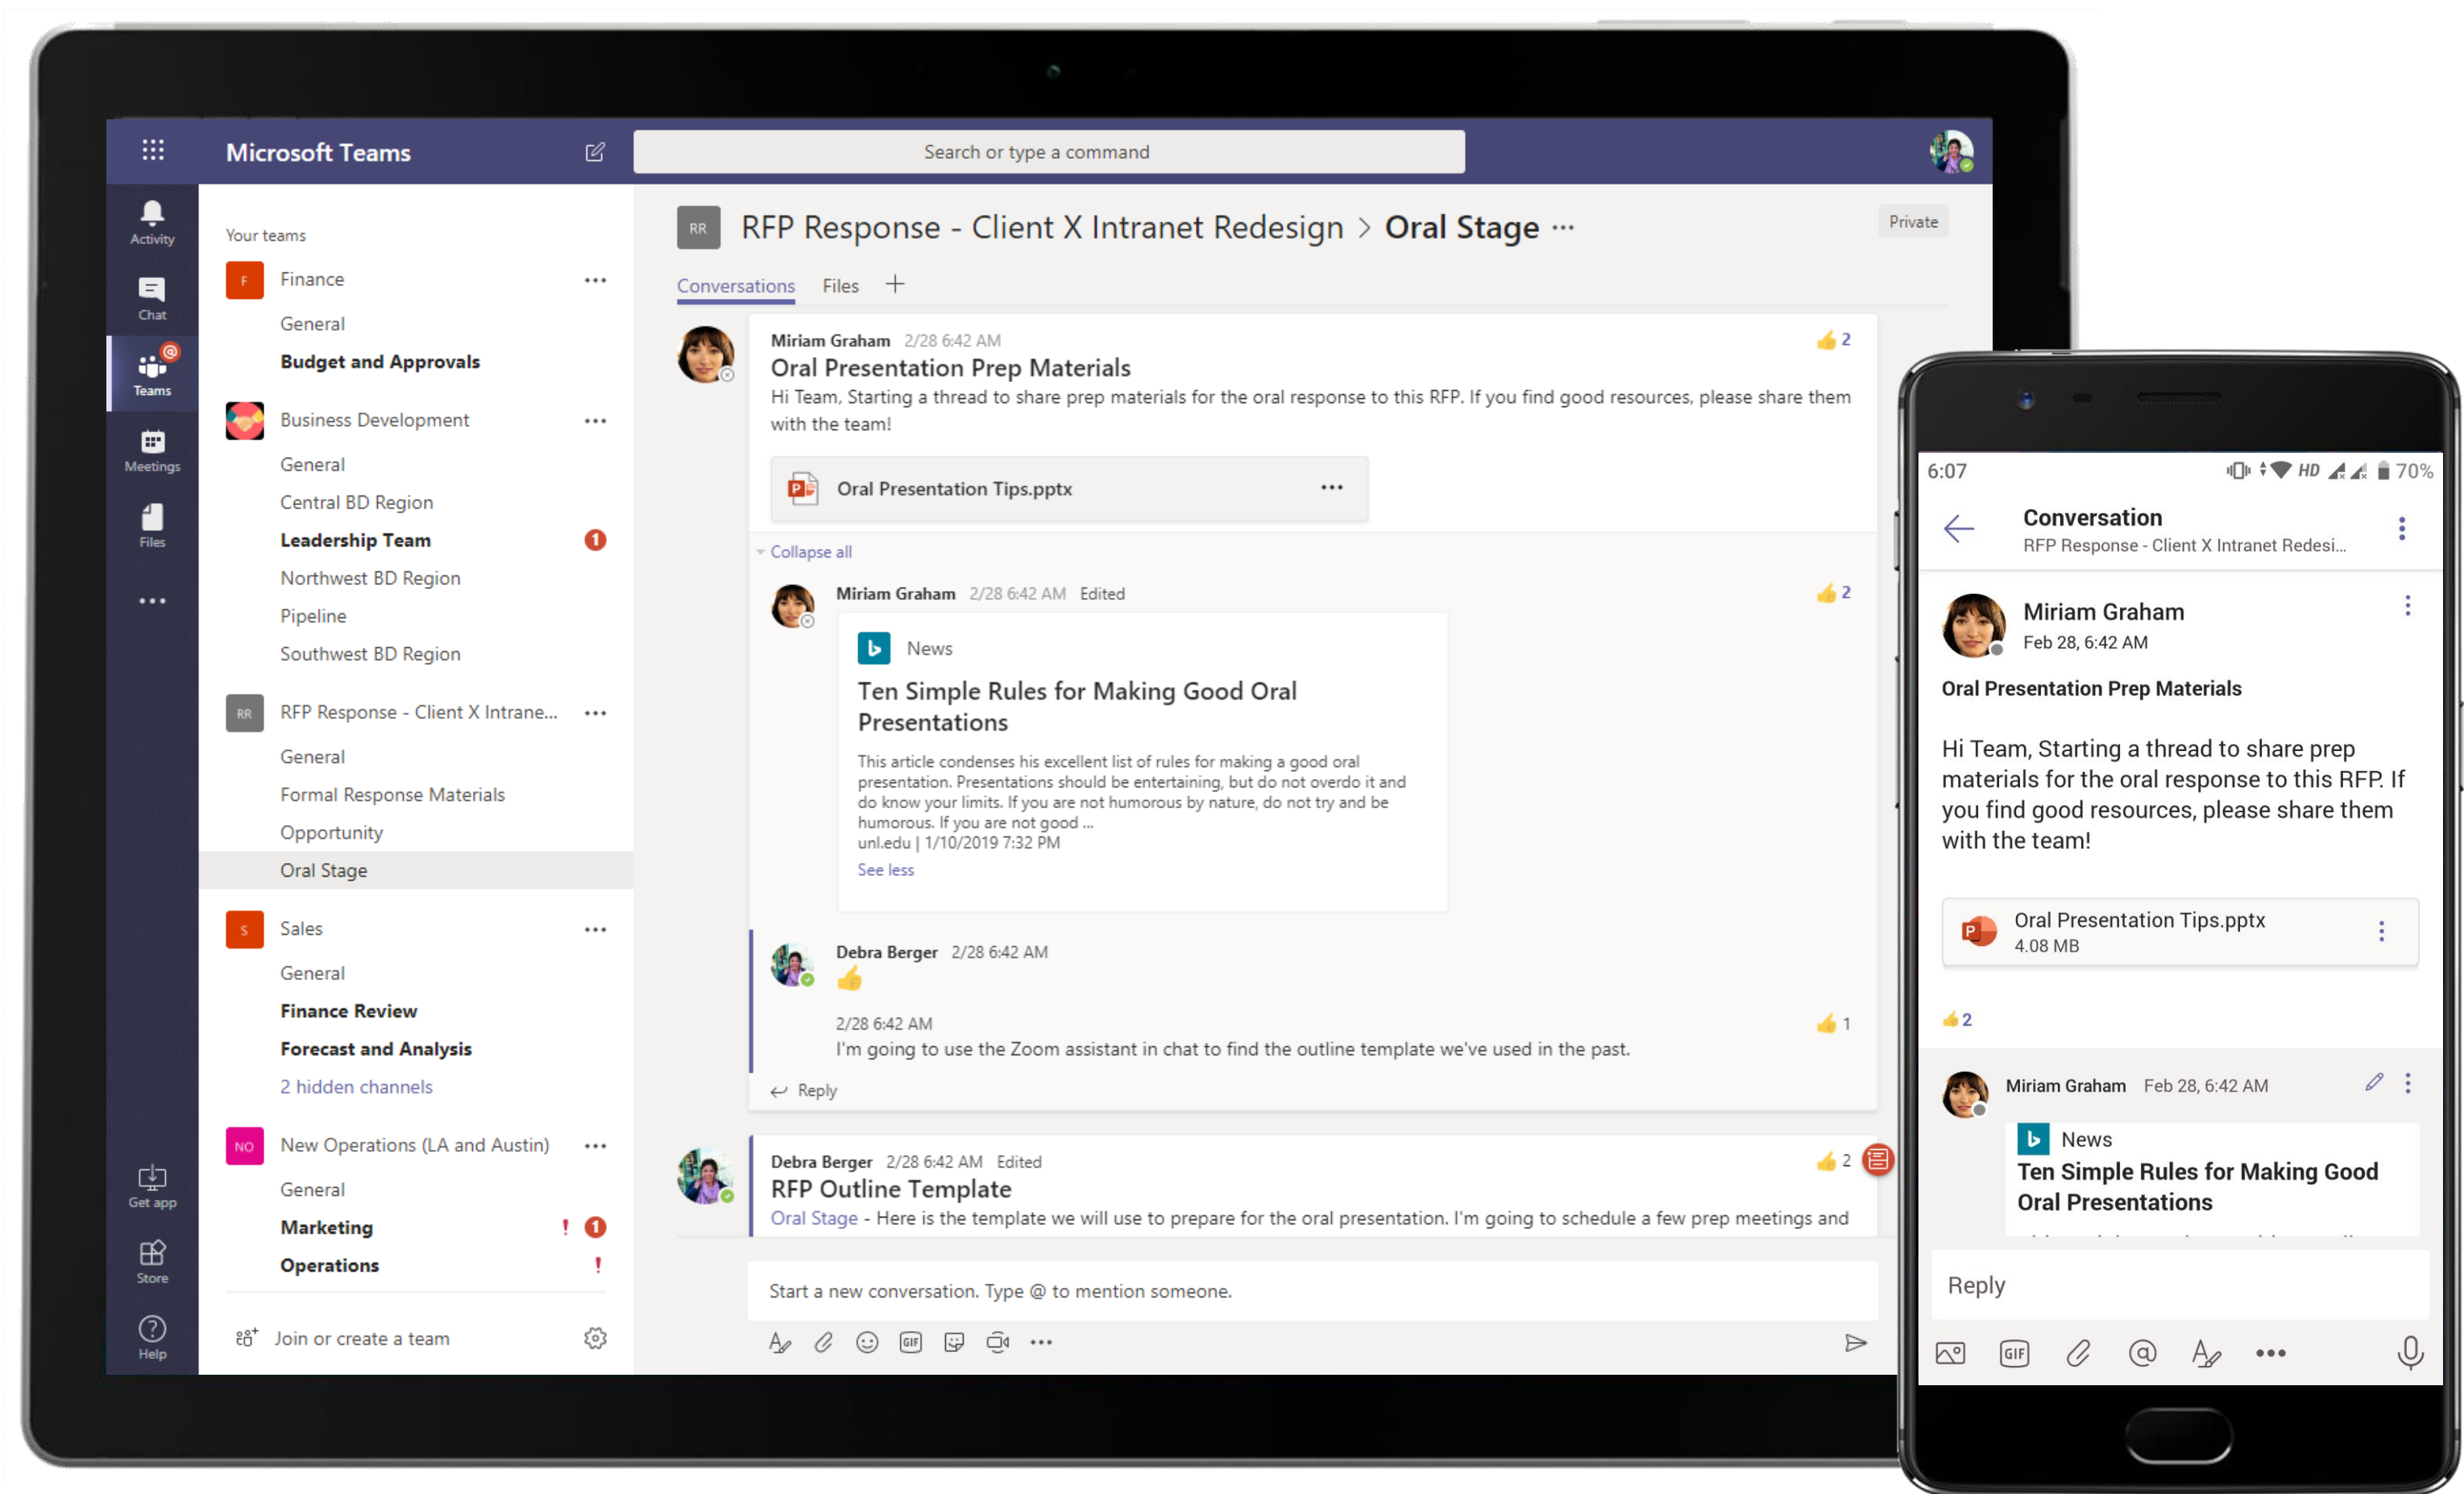 Microsoft Teams
Search or type a command
Activity
Chat
@
Teams
Meetings
Files
Get app
Store
Help
Your teams
F
Finance
General
Budget and Approvals
Business Development
General
Central BD Region
Leadership Team
1
Northwest BD Region
Pipeline
Southwest BD Region
RR
RFP Response - Client X Intrane...
General
Formal Response Materials
Opportunity
Oral Stage
S
Sales
General
Finance Review
Forecast and Analysis
2 hidden channels
NO
New Operations (LA and Austin)
General
Marketing
! 1
Operations
!
Join or create a team
RR
RFP Response - Client X Intranet Redesign > Oral Stage ...
Private
Conversations Files +
Miriam Graham 2/28 6:42 AM
2
Oral Presentation Prep Materials
Hi Team, Starting a thread to share prep materials for the oral response to this RFP. If you find good resources, please share them
with the team!
Oral Presentation Tips.pptx
Collapse all
Miriam Graham 2/28 6:42 AM Edited
2
News
Ten Simple Rules for Making Good Oral
Presentations
This article condenses his excellent list of rules for making a good oral
presentation. Presentations should be entertaining, but do not overdo it and
do know your limits. If you are not humorous by nature, do not try and be
humorous. If you are not good ...
unl.edu | 1/10/2019 7:32 PM
See less
Debra Berger 2/28 6:42 AM
2/28 6:42 AM
1
I'm going to use the Zoom assistant in chat to find the outline template we've used in the past.
Reply
Debra Berger 2/28 6:42 AM Edited
2
RFP Outline Template
Oral Stage - Here is the template we will use to prepare for the oral presentation. I'm going to schedule a few prep meetings and
Start a new conversation. Type @ to mention someone.
GIF
6:07
HD
70%
Conversation
RFP Response - Client X Intranet Redesi...
Miriam Graham
Feb 28, 6:42 AM
Oral Presentation Prep Materials
Hi Team, Starting a thread to share prep
materials for the oral response to this RFP. If
you find good resources, please share them
with the team!
P
Oral Presentation Tips.pptx
4.08 MB
2
Miriam Graham Feb 28, 6:42 AM
News
Ten Simple Rules for Making Good
Oral Presentations
Reply
GIF
@